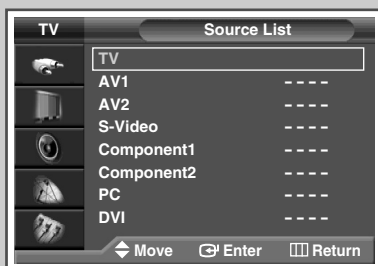 TV Source List
TV
AV1 - - - -
AV2 - - - -
S-Video - - - -
Component1 - - - -
Component2 - - - -
PC - - - -
DVI - - - -
Move Enter Return